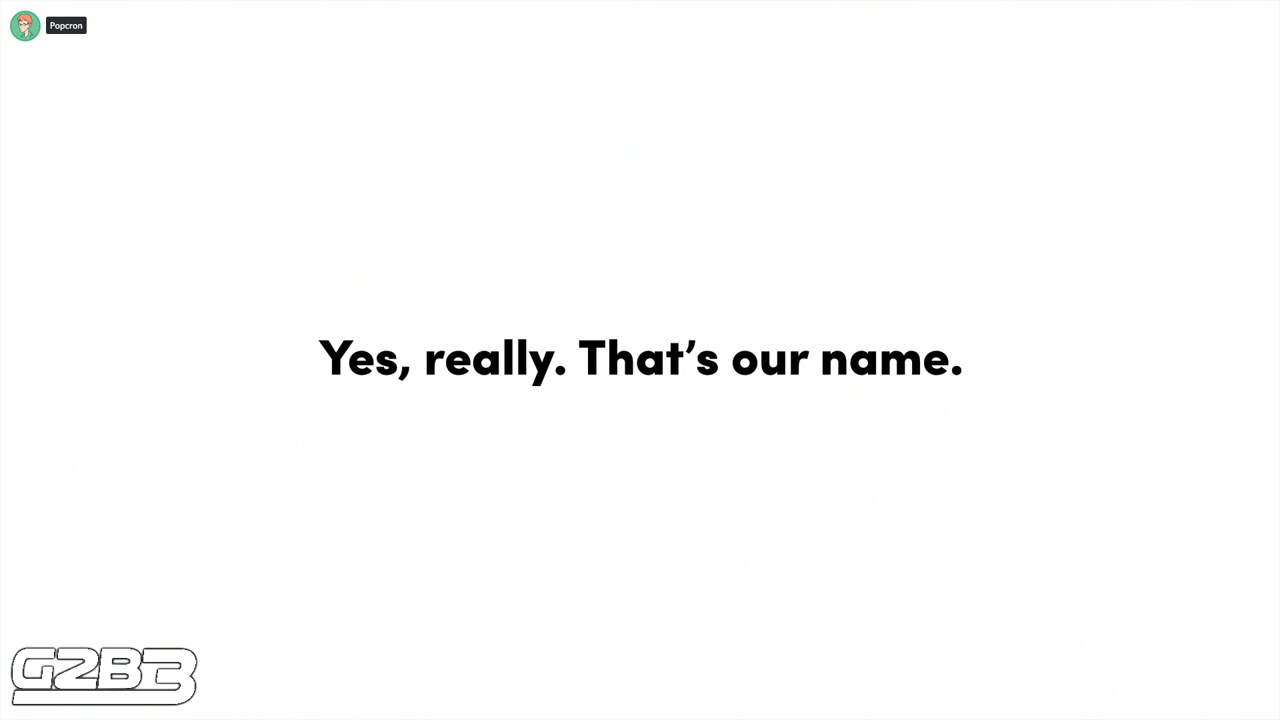 Popcron
Yes, really. That’s our name.
G2B3